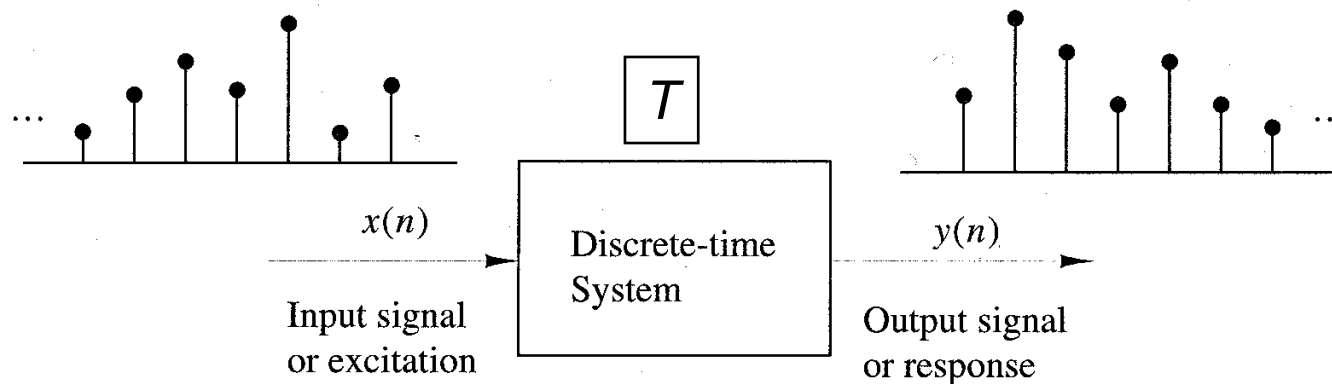 ...
T
x(n)
Discrete-time
System
y(n)
Input signal
or excitation
Output signal
or response
..